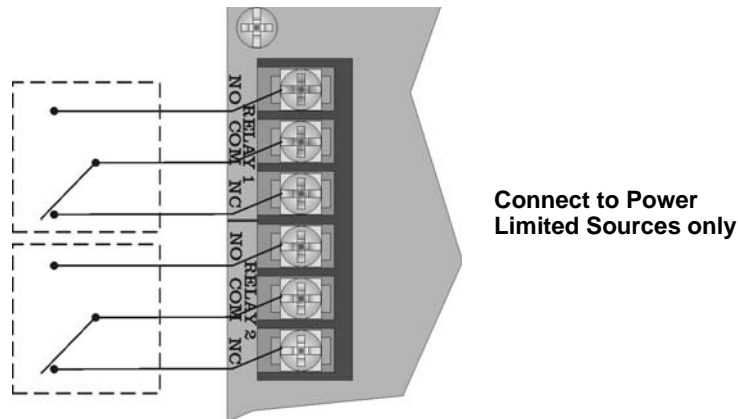 NO
COM
NC
RELAY 1
NO
COM
NC
RELAY 2
Connect to Power
Limited Sources only